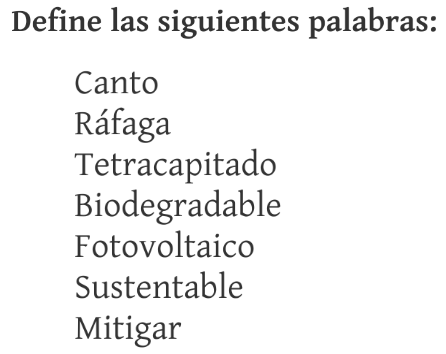 Define las siguientes palabras:
Canto
Ráfaga
Tetracapitado
Biodegradable
Fotovoltaico
Sustentable
Mitigar